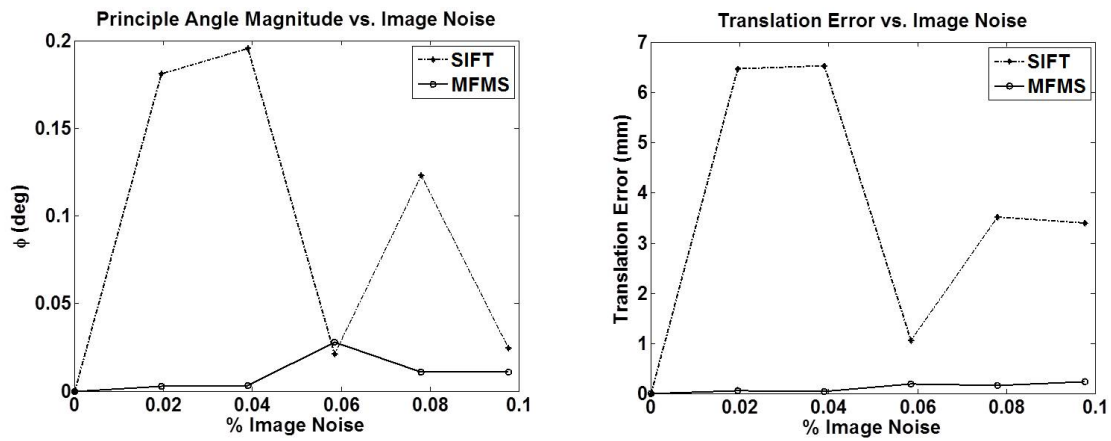 Principle Angle Magnitude vs. Image Noise
0.2
0.15
0.1
0.05
0
ϕ (deg)
SIFT
MFMS
0 0.02 0.04 0.06 0.08 0.1
% Image Noise
Translation Error vs. Image Noise
7
6
5
4
3
2
1
0
Translation Error (mm)
SIFT
MFMS
0 0.02 0.04 0.06 0.08 0.1
% Image Noise